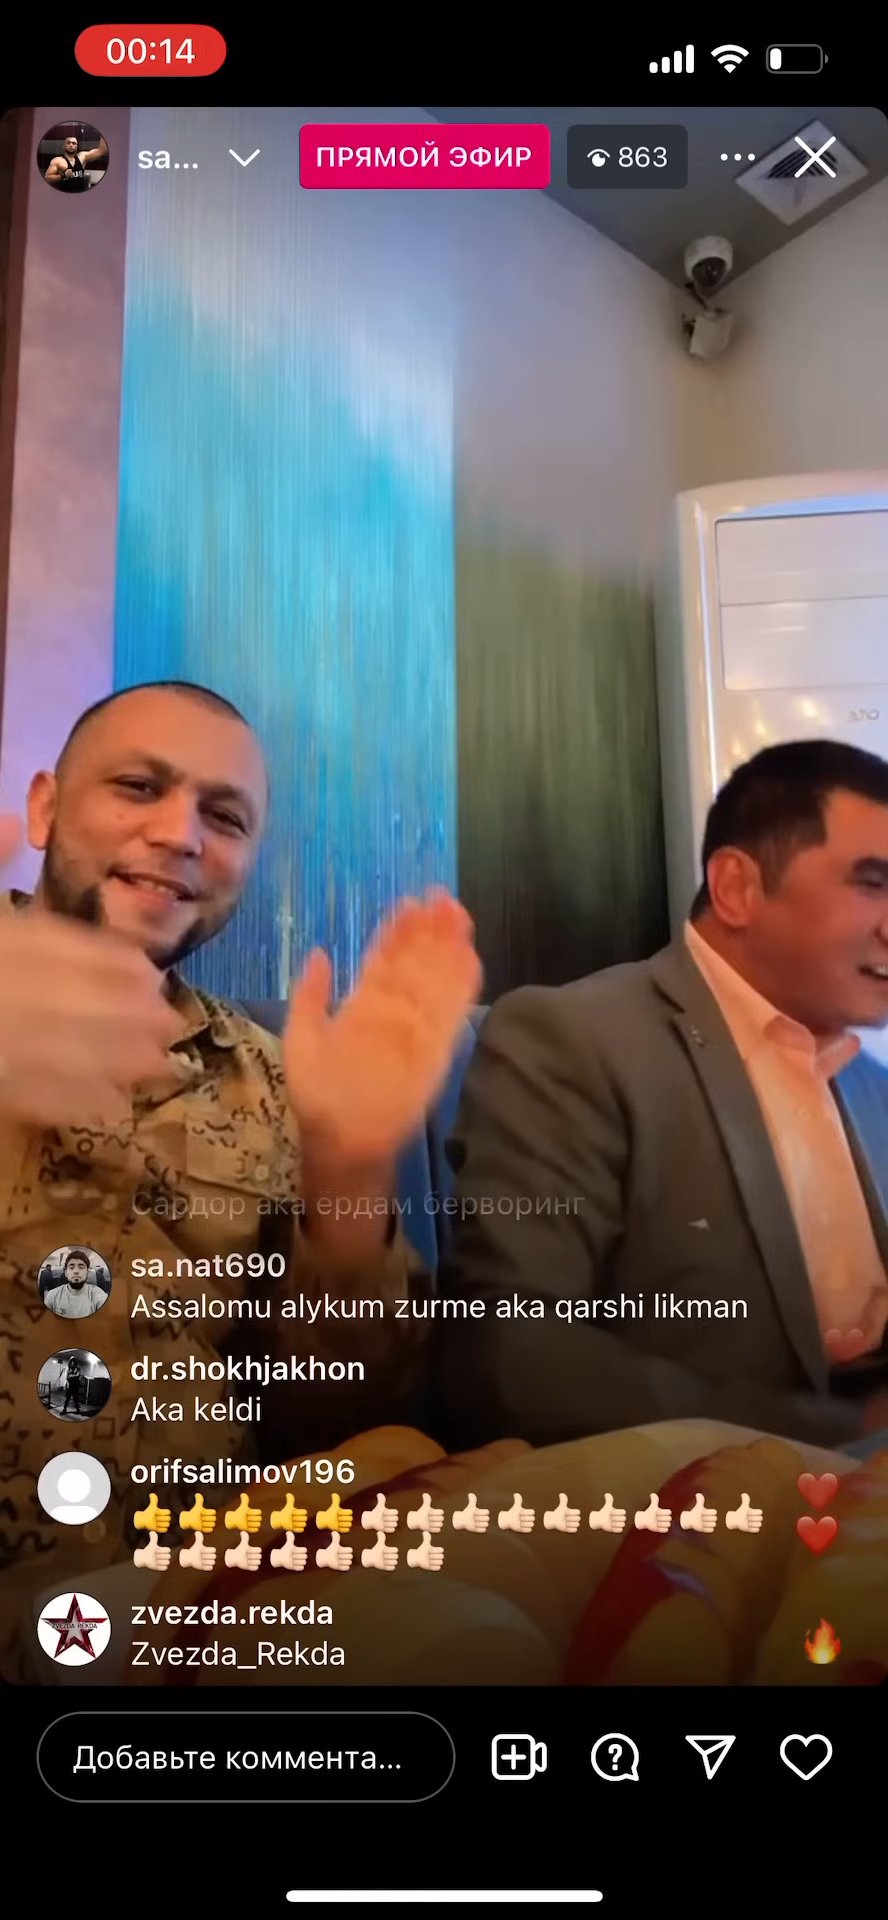 00:14
sa...
ПРЯМОЙ ЭФИР
863
Сардор ака ёрдам берворинг
sa.nat690
Assalomu alykum zurme aka qarshi likman
dr.shokhjakhon
Aka keldi
orifsalimov196
👍👍👍👍👍👍🏻👍🏻👍🏻👍🏻👍🏻👍🏻👍🏻👍🏻👍🏻
👍🏻👍🏻👍🏻👍🏻👍🏻👍🏻👍🏻
zvezda.rekda
Zvezda_Rekda
Добавьте коммента...